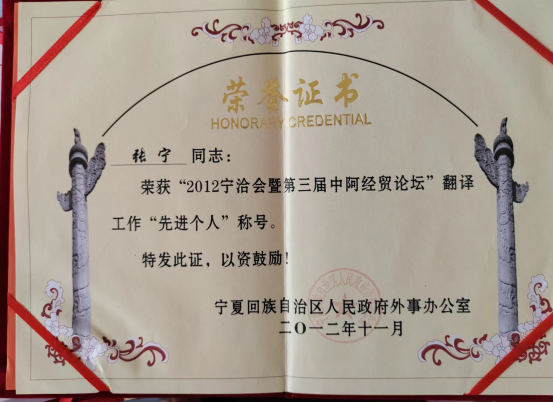 荣誉证书
HONORARY CREDENTIAL
张宁 同志：
荣获“2012宁洽会暨第三届中阿经贸论坛”翻译
工作“先进个人”称号。
特发此证，以资鼓励！
宁夏回族自治区人民政府外事办公室
二〇一二年十一月